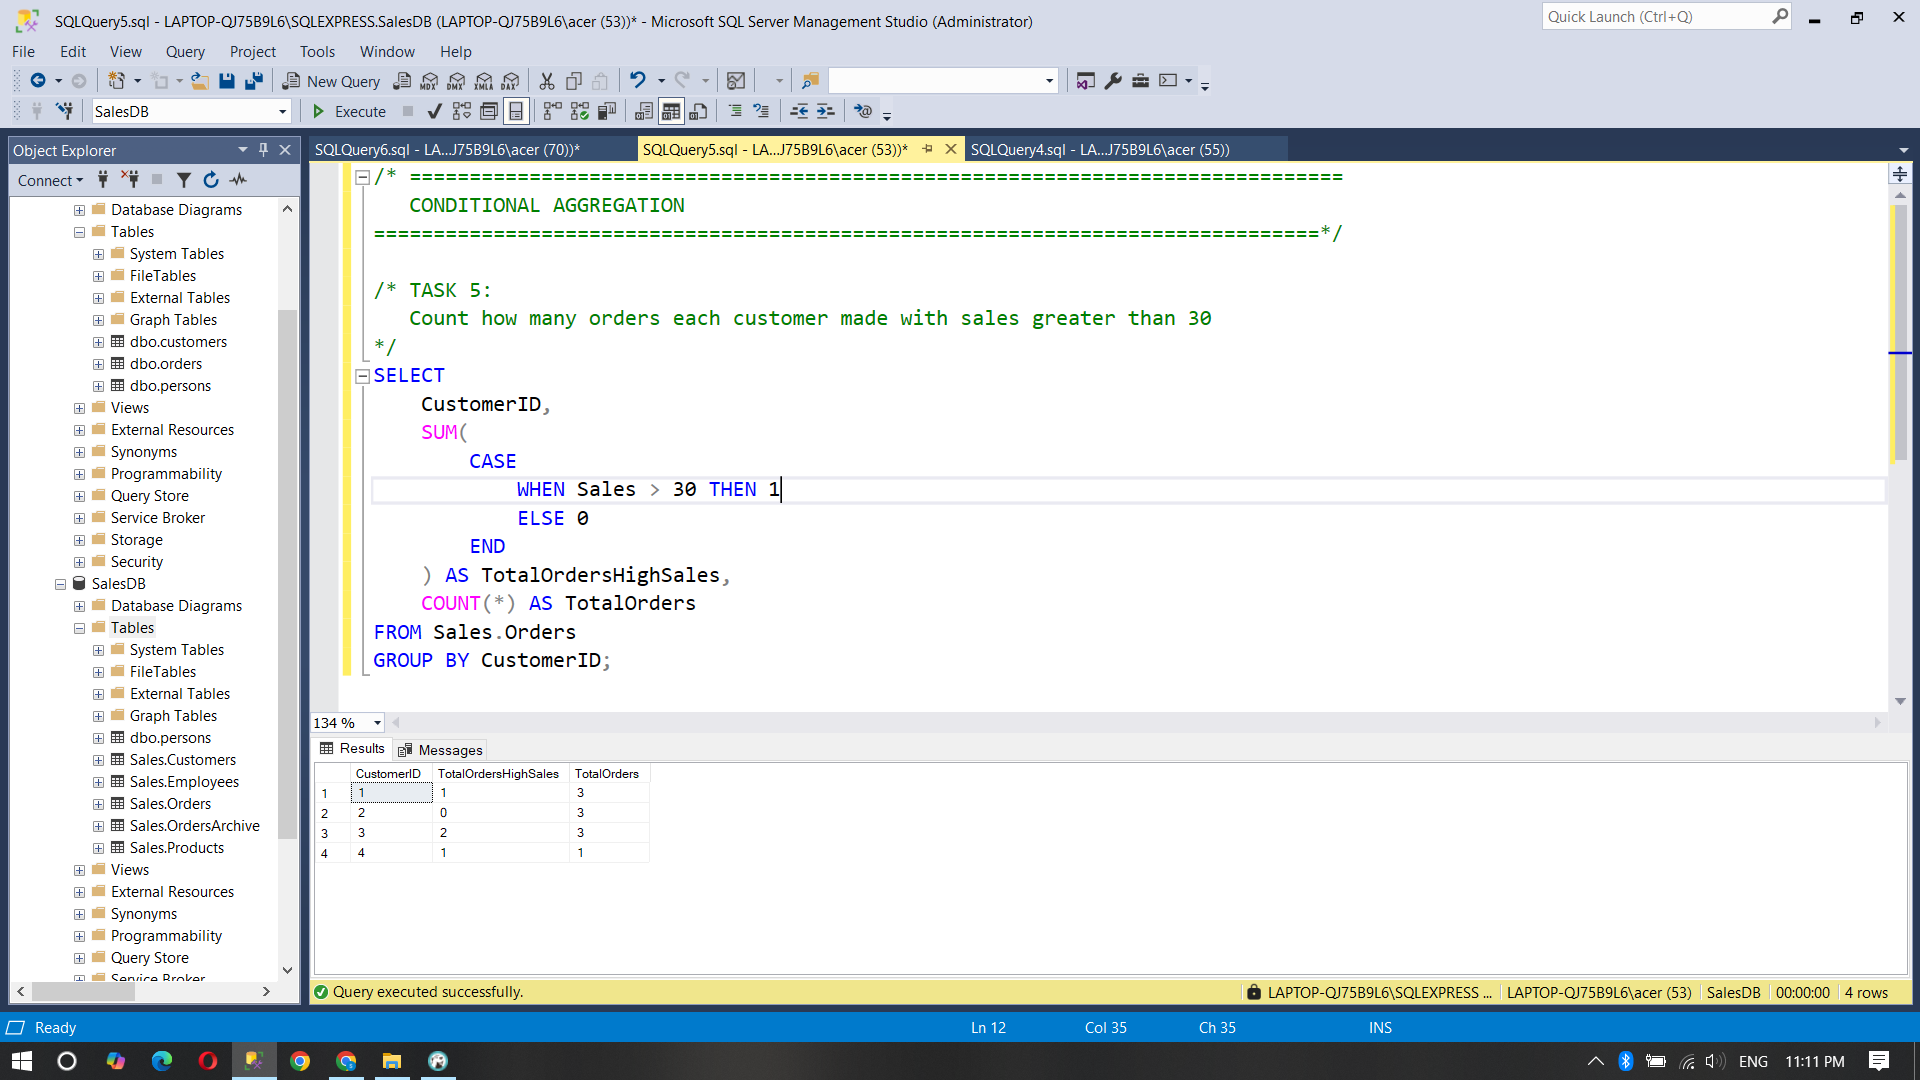 SQLQuery5.sql - LAPTOP-QJ75B9L6\SQLEXPRESS.SalesDB (LAPTOP-QJ75B9L6\acer (53))* - Microsoft SQL Server Management Studio (Administrator)
Quick Launch (Ctrl+Q)
File Edit View Query Project Tools Window Help
New Query MDX DMX XMLA DAX
SalesDB Execute
Object Explorer
SQLQuery6.sql - LA...J75B9L6\acer (70))*
SQLQuery5.sql - LA...J75B9L6\acer (53))*
SQLQuery4.sql - LA...J75B9L6\acer (55))
Connect
Database Diagrams
Tables
System Tables
FileTables
External Tables
Graph Tables
dbo.customers
dbo.orders
dbo.persons
Views
External Resources
Synonyms
Programmability
Query Store
Service Broker
Storage
Security
SalesDB
Database Diagrams
Tables
System Tables
FileTables
External Tables
Graph Tables
dbo.persons
Sales.Customers
Sales.Employees
Sales.Orders
Sales.OrdersArchive
Sales.Products
Views
External Resources
Synonyms
Programmability
Query Store
Service Broker
/* ==============================================================================
CONDITIONAL AGGREGATION
===============================================================================*/
/* TASK 5:
Count how many orders each customer made with sales greater than 30
*/
SELECT
CustomerID,
SUM(
CASE
WHEN Sales > 30 THEN 1
ELSE 0
END
) AS TotalOrdersHighSales,
COUNT(*) AS TotalOrders
FROM Sales.Orders
GROUP BY CustomerID;
134 %
Results Messages
CustomerID TotalOrdersHighSales TotalOrders
1 1 1 3
2 2 0 3
3 3 2 3
4 4 1 1
Query executed successfully.
LAPTOP-QJ75B9L6\SQLEXPRESS ... LAPTOP-QJ75B9L6\acer (53) SalesDB 00:00:00 4 rows
Ready Ln 12 Col 35 Ch 35 INS
ENG 11:11 PM